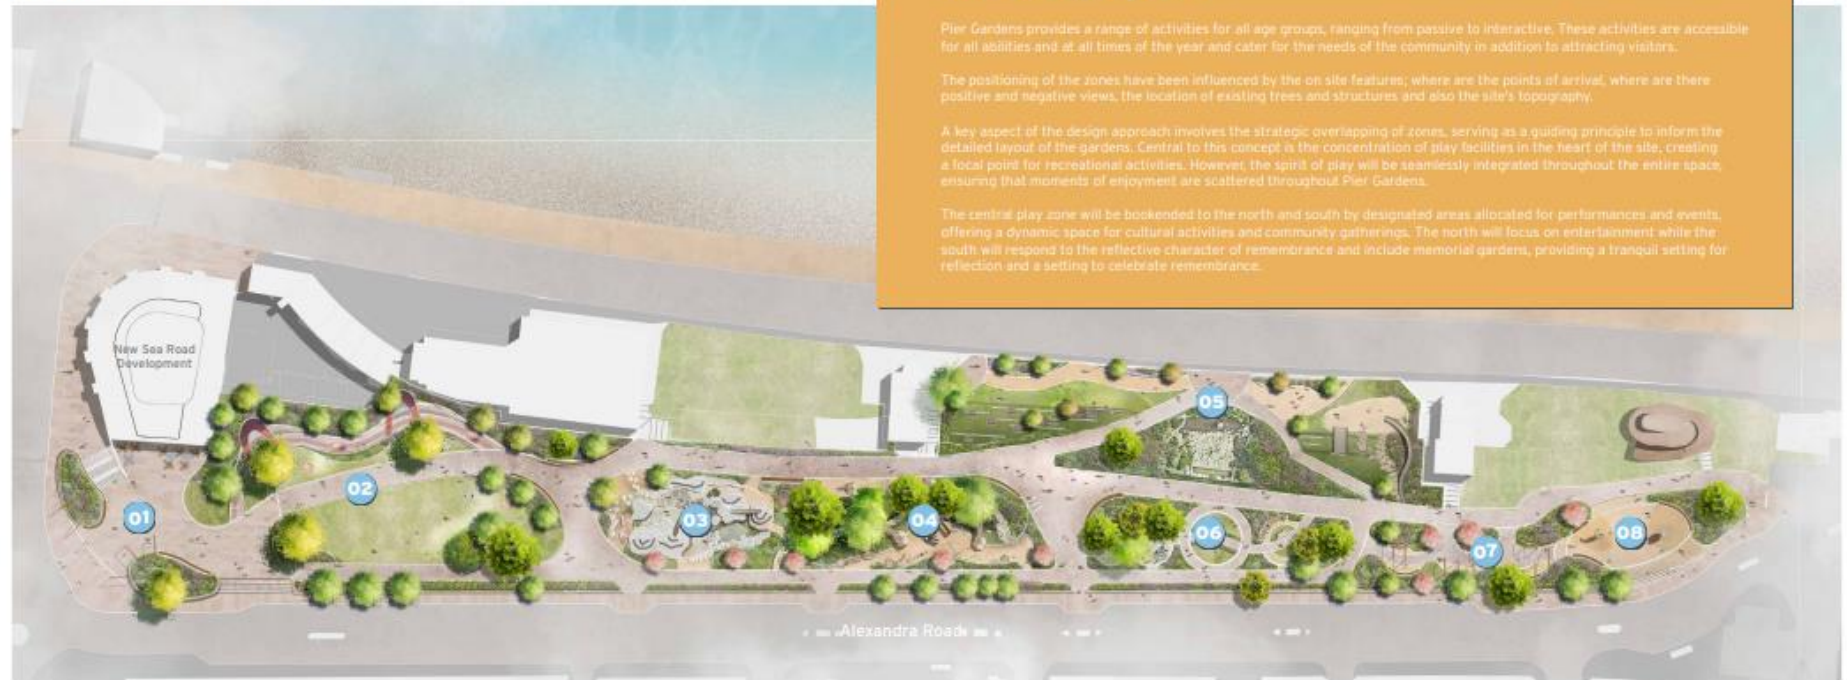 Pier Gardens provides a range of activities for all age groups, ranging from passive to interactive. These activities are accessible
for all abilities and at all times of the year and cater for the needs of the community in addition to attracting visitors.
The positioning of the zones have been influenced by the on site features; where are the points of arrival, where are there
positive and negative views, the location of existing trees and structures and also the site's topography.
A key aspect of the design approach involves the strategic overlapping of zones, serving as a guiding principle to inform the
detailed layout of the gardens. Central to this concept is the concentration of play facilities in the heart of the site, creating
a focal point for recreational activities. However, the spirit of play will be seamlessly integrated throughout the entire space,
ensuring that moments of enjoyment are scattered throughout Pier Gardens.
The central play zone will be bookended to the north and south by designated areas allocated for performances and events,
offering a dynamic space for cultural activities and community gatherings. The north will focus on entertainment while the
south will respond to the reflective character of remembrance and include memorial gardens, providing a tranquil setting for
reflection and a setting to celebrate remembrance.
New Sea Road
Development
01
02
03
04
05
06
07
08
Alexandra Road